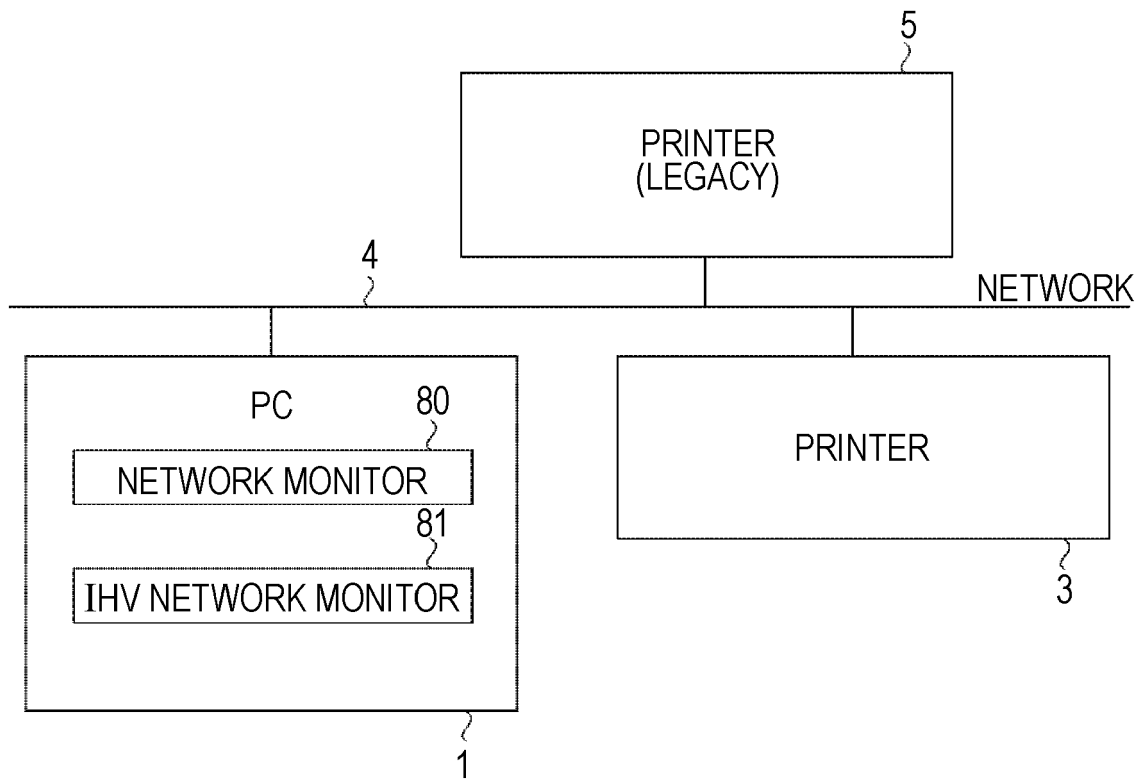 5
PRINTER
(LEGACY)
4
NETWORK
PC
80
NETWORK MONITOR
81
IHV NETWORK MONITOR
PRINTER
3
1